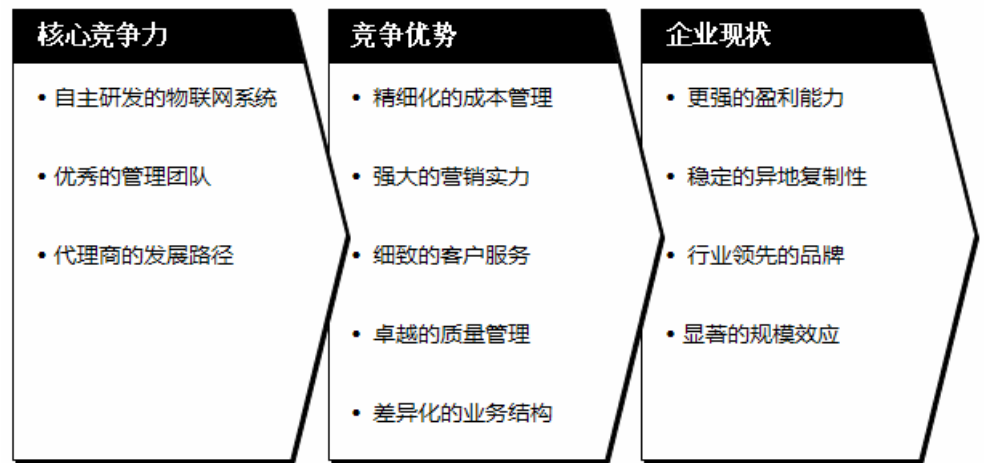 核心竞争力
• 自主研发的物联网系统
• 优秀的管理团队
• 代理商的发展路径
竞争优势
• 精细化的成本管理
• 强大的营销实力
• 细致的客户服务
• 卓越的质量管理
• 差异化的业务结构
企业现状
• 更强的盈利能力
• 稳定的异地复制性
• 行业领先的品牌
• 显著的规模效应